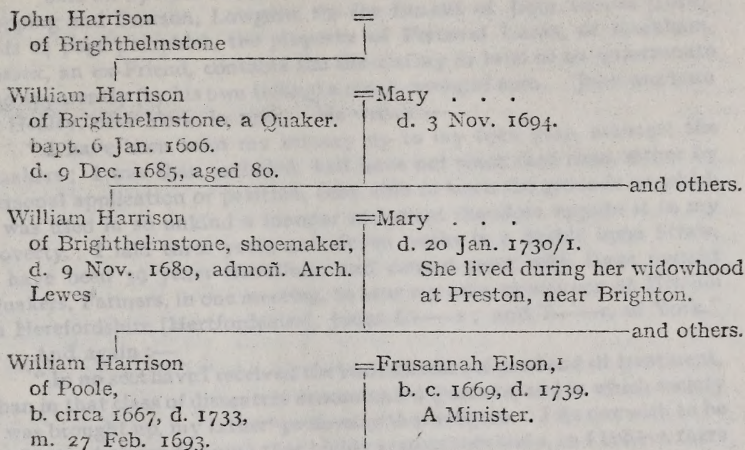 John Harrison =
of Brighthelmstone
William Harrison =Mary . . .
of Brighthelmstone, a Quaker. d. 3 Nov. 1694.
bapt. 6 Jan. 1606.
d. 9 Dec. 1685, aged 80.
and others.
William Harrison =Mary . . .
of Brighthelmstone, shoemaker, d. 20 Jan. 1730/1.
d. 9 Nov. 1680, admoñ. Arch. She lived during her widowhood
Lewes at Preston, near Brighton.
and others.
William Harrison =Frusannah Elson,¹
of Poole, b. c. 1669, d. 1739.
b. circa 1667, d. 1733, A Minister.
m. 27 Feb. 1693.